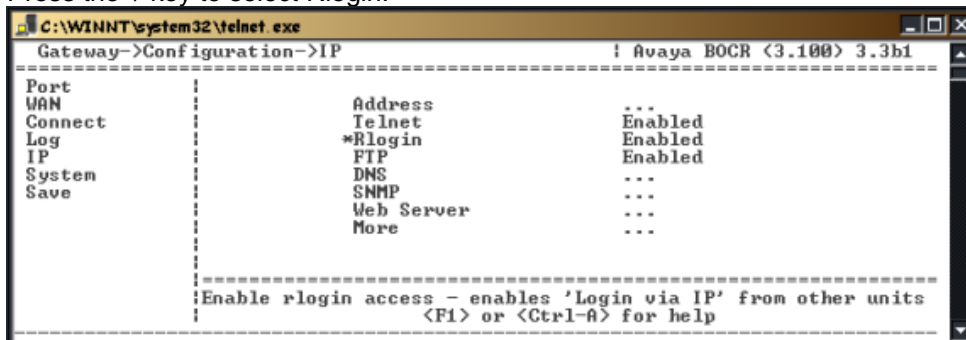 Press the ↓ key to select Rlogin.
C:\WINNT\system32\telnet.exe
Gateway->Configuration->IP | Avaya BOCR (3.100) 3.3b1
Port
WAN Address ...
Connect Telnet Enabled
Log *Rlogin Enabled
IP FTP Enabled
System DNS ...
Save SNMP ...
Web Server ...
More ...
Enable rlogin access - enables 'Login via IP' from other units
<F1> or <Ctrl-A> for help